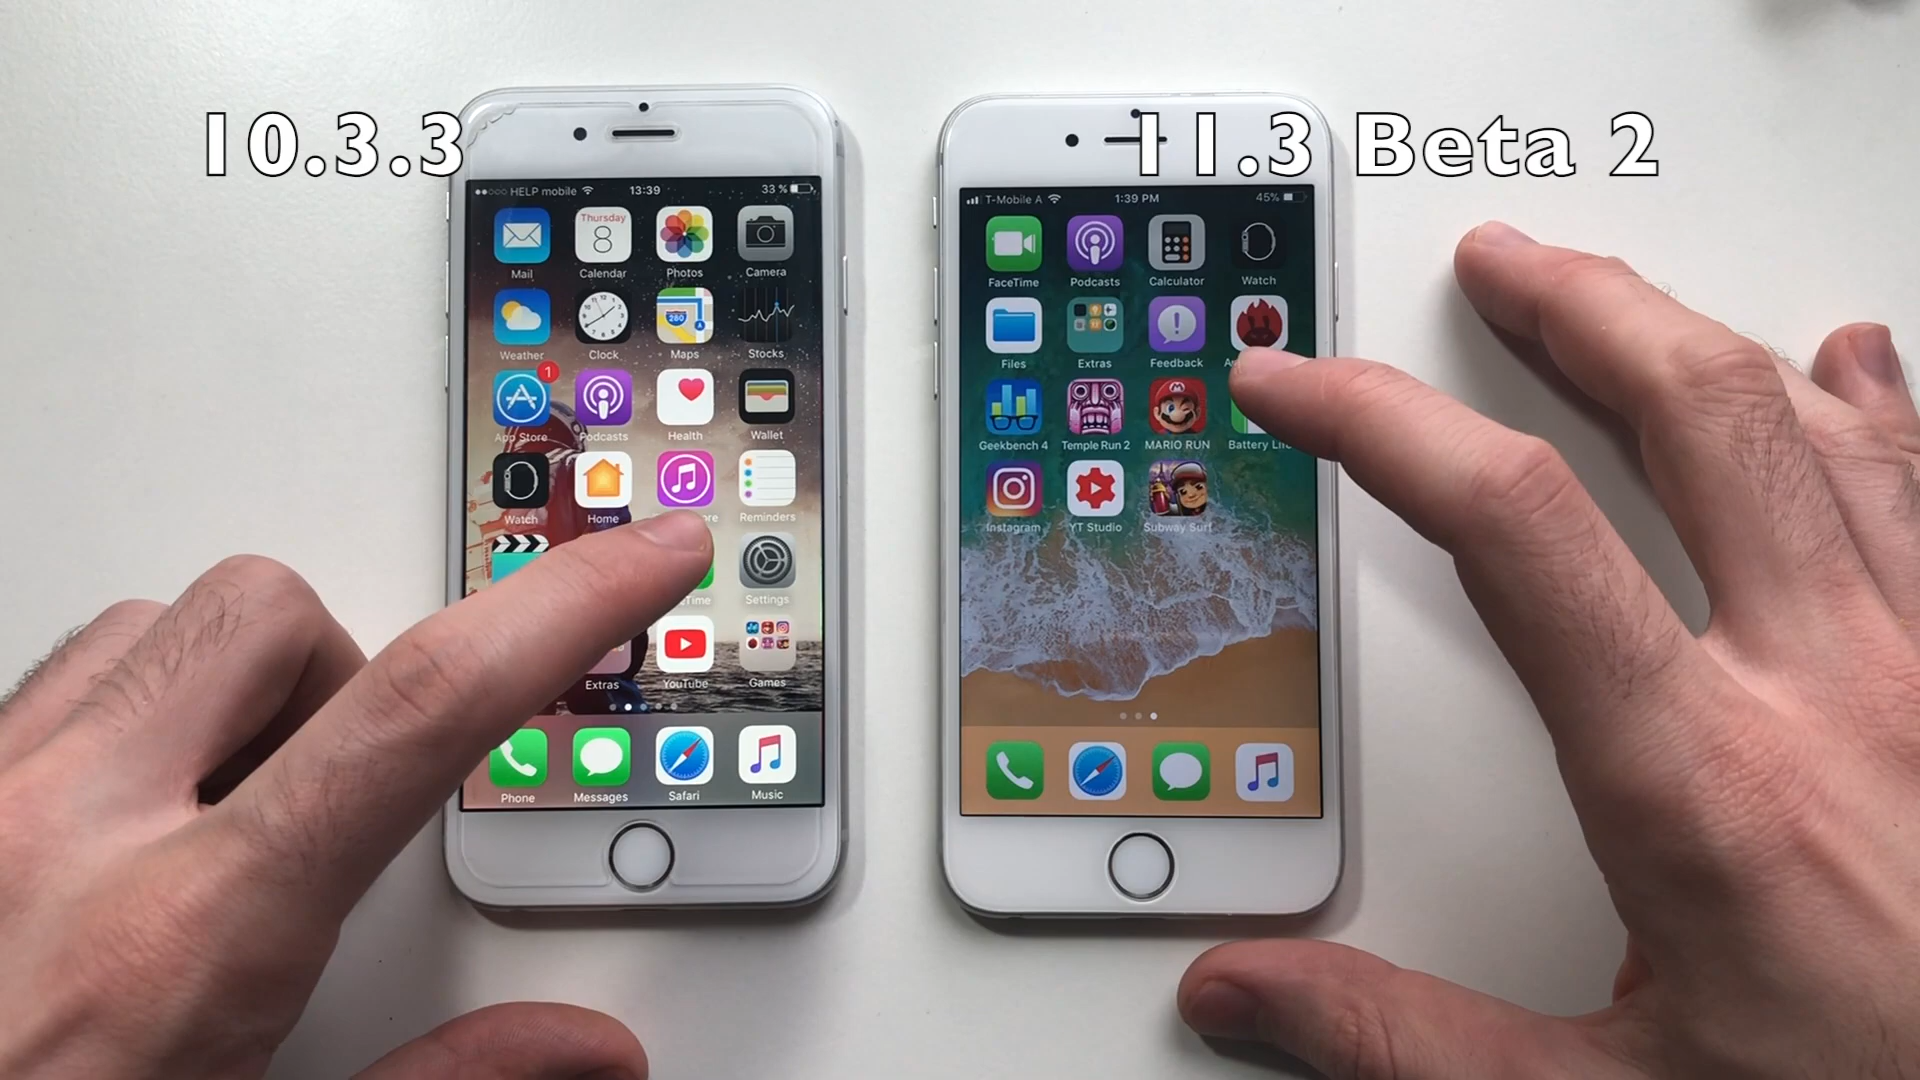 10.3.3
11.3 Beta 2
HELP mobile 13:39 33 %
Thursday
8
Mail Calendar Photos Camera
280
Weather Clock Maps Stocks
1
App Store Podcasts Health Wallet
Watch Home Reminders
Settings
Extras YouTube Games
Phone Messages Safari Music
T-Mobile A 1:39 PM 45%
FaceTime Podcasts Calculator Watch
Files Extras Feedback
Geekbench 4 Temple Run 2 MARIO RUN Battery
Instagram YT Studio Subway Surf